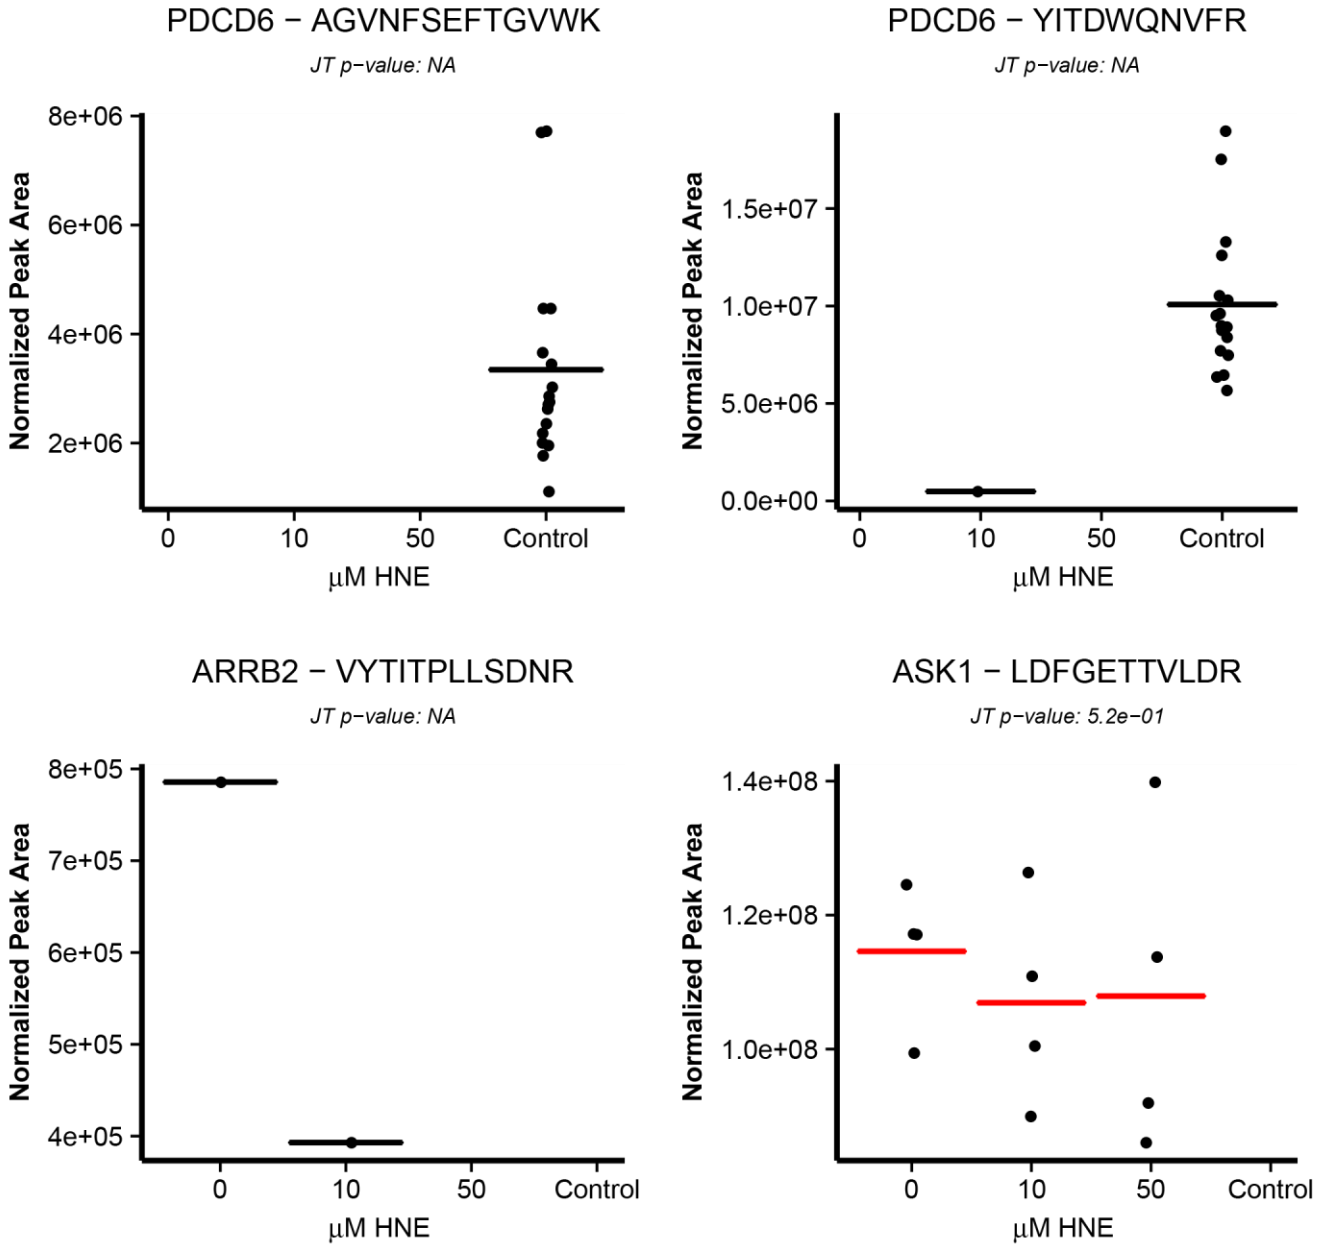 PDCD6 − AGVNFSEFTGVWK
JT p−value: NA
Normalized Peak Area
8e+06
6e+06
4e+06
2e+06
0 10 50 Control
μM HNE
PDCD6 − YITDWQNVFR
JT p−value: NA
Normalized Peak Area
1.5e+07
1.0e+07
5.0e+06
0.0e+00
0 10 50 Control
μM HNE
ARRB2 − VYTITPLLSDNR
JT p−value: NA
Normalized Peak Area
8e+05
7e+05
6e+05
5e+05
4e+05
0 10 50 Control
μM HNE
ASK1 − LDFGETTVLDR
JT p−value: 5.2e−01
Normalized Peak Area
1.4e+08
1.2e+08
1.0e+08
0 10 50 Control
μM HNE